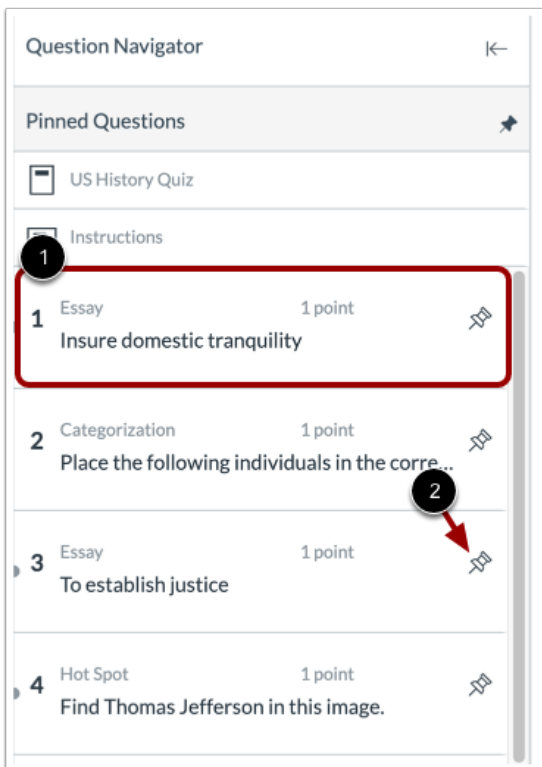 Question Navigator
Pinned Questions
US History Quiz
Instructions
1
1 Essay 1 point
Insure domestic tranquility
2 Categorization 1 point
Place the following individuals in the corre...
2
3 Essay 1 point
To establish justice
4 Hot Spot 1 point
Find Thomas Jefferson in this image.